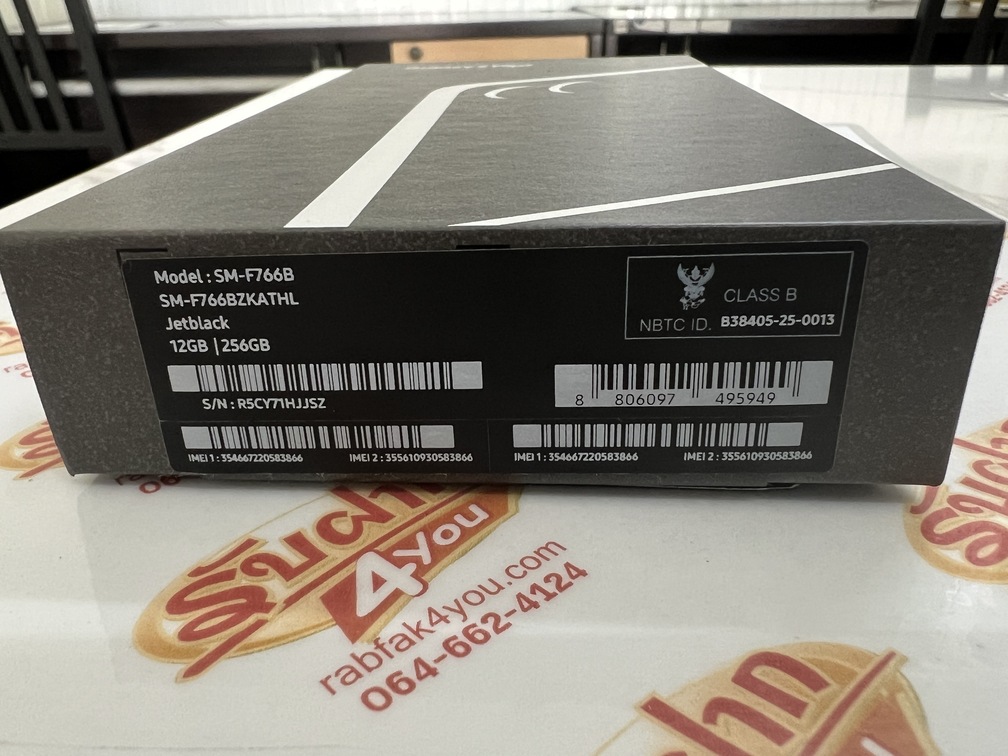 Model : SM-F766B
SM-F766BZKATHL
Jetblack
12GB | 256GB
S/N : R5CY71HJJSZ
CLASS B
NBTC ID. B38405-25-0013
8 806097 495949
IMEI 1 : 354667220583866 IMEI 2 : 355610930583866
IMEI 1 : 354667220583866 IMEI 2 : 355610930583866
รับฝาก
4you
rabfak4you.com
064-662-4124